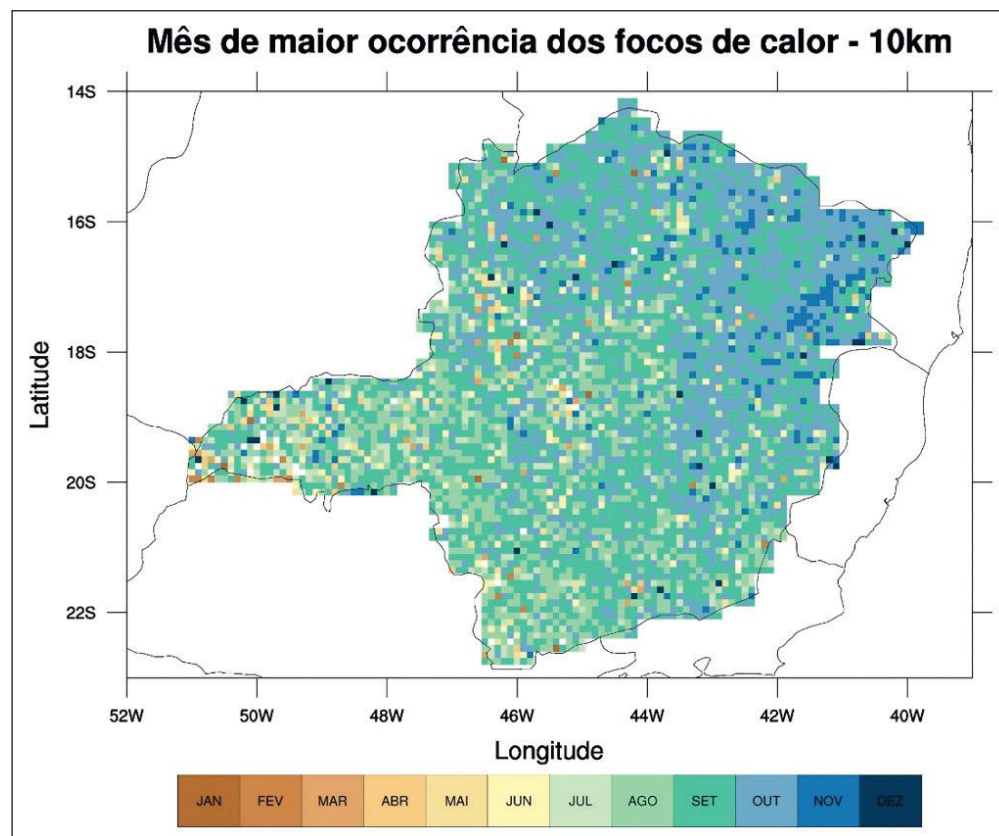 Mês de maior ocorrência dos focos de calor - 10km
14S
16S
18S
20S
22S
Latitude
52W 50W 48W 46W 44W 42W 40W
Longitude
JAN FEV MAR ABR MAI JUN JUL AGO SET OUT NOV DEZ